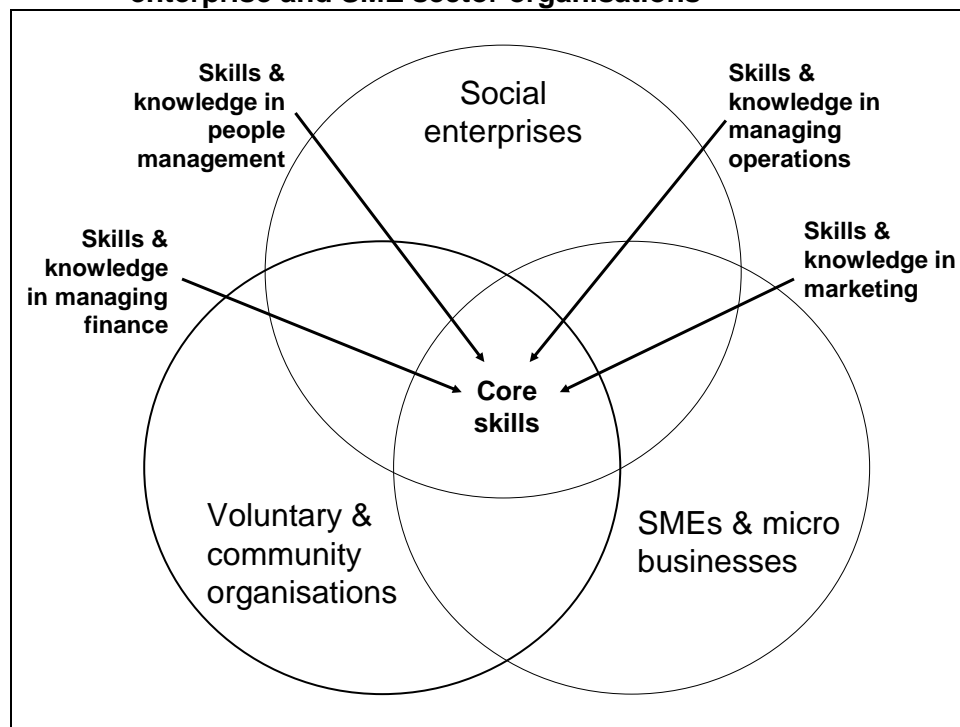 enterprise and SME sector organisations
Skills &
knowledge in
people
management
Social
enterprises
Skills &
knowledge in
managing
operations
Skills &
knowledge
in managing
finance
Skills &
knowledge in
marketing
Core
skills
Voluntary &
community
organisations
SMEs & micro
businesses